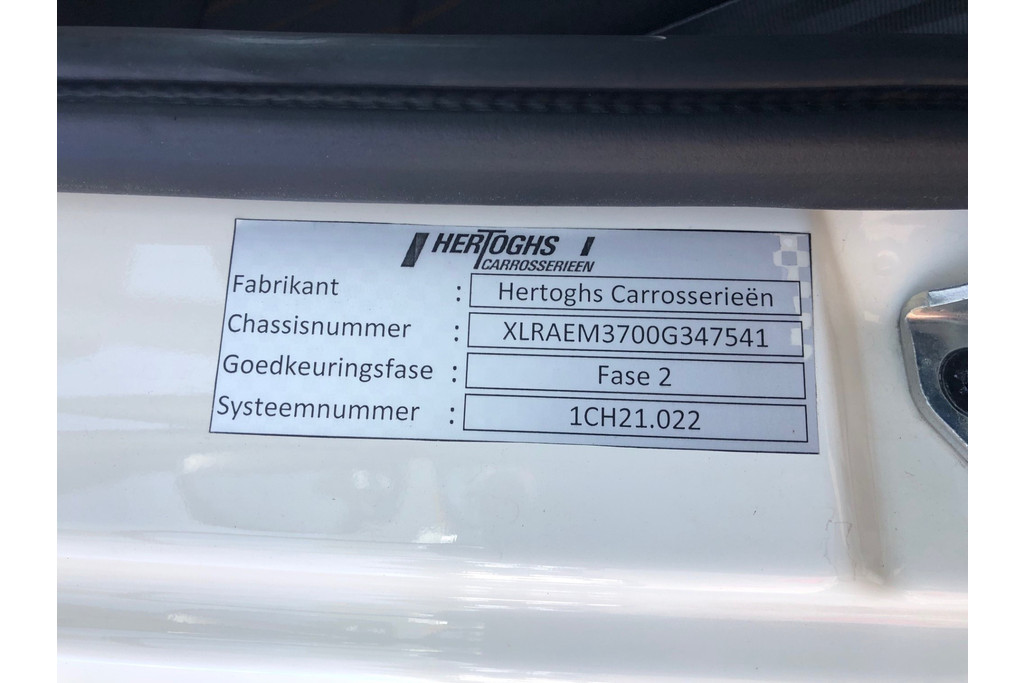 HERTOGHS
CARROSSERIEEN
Fabrikant : Hertoghs Carrosserieën
Chassisnummer : XLRAEM3700G347541
Goedkeuringsfase : Fase 2
Systeemnummer : 1CH21.022